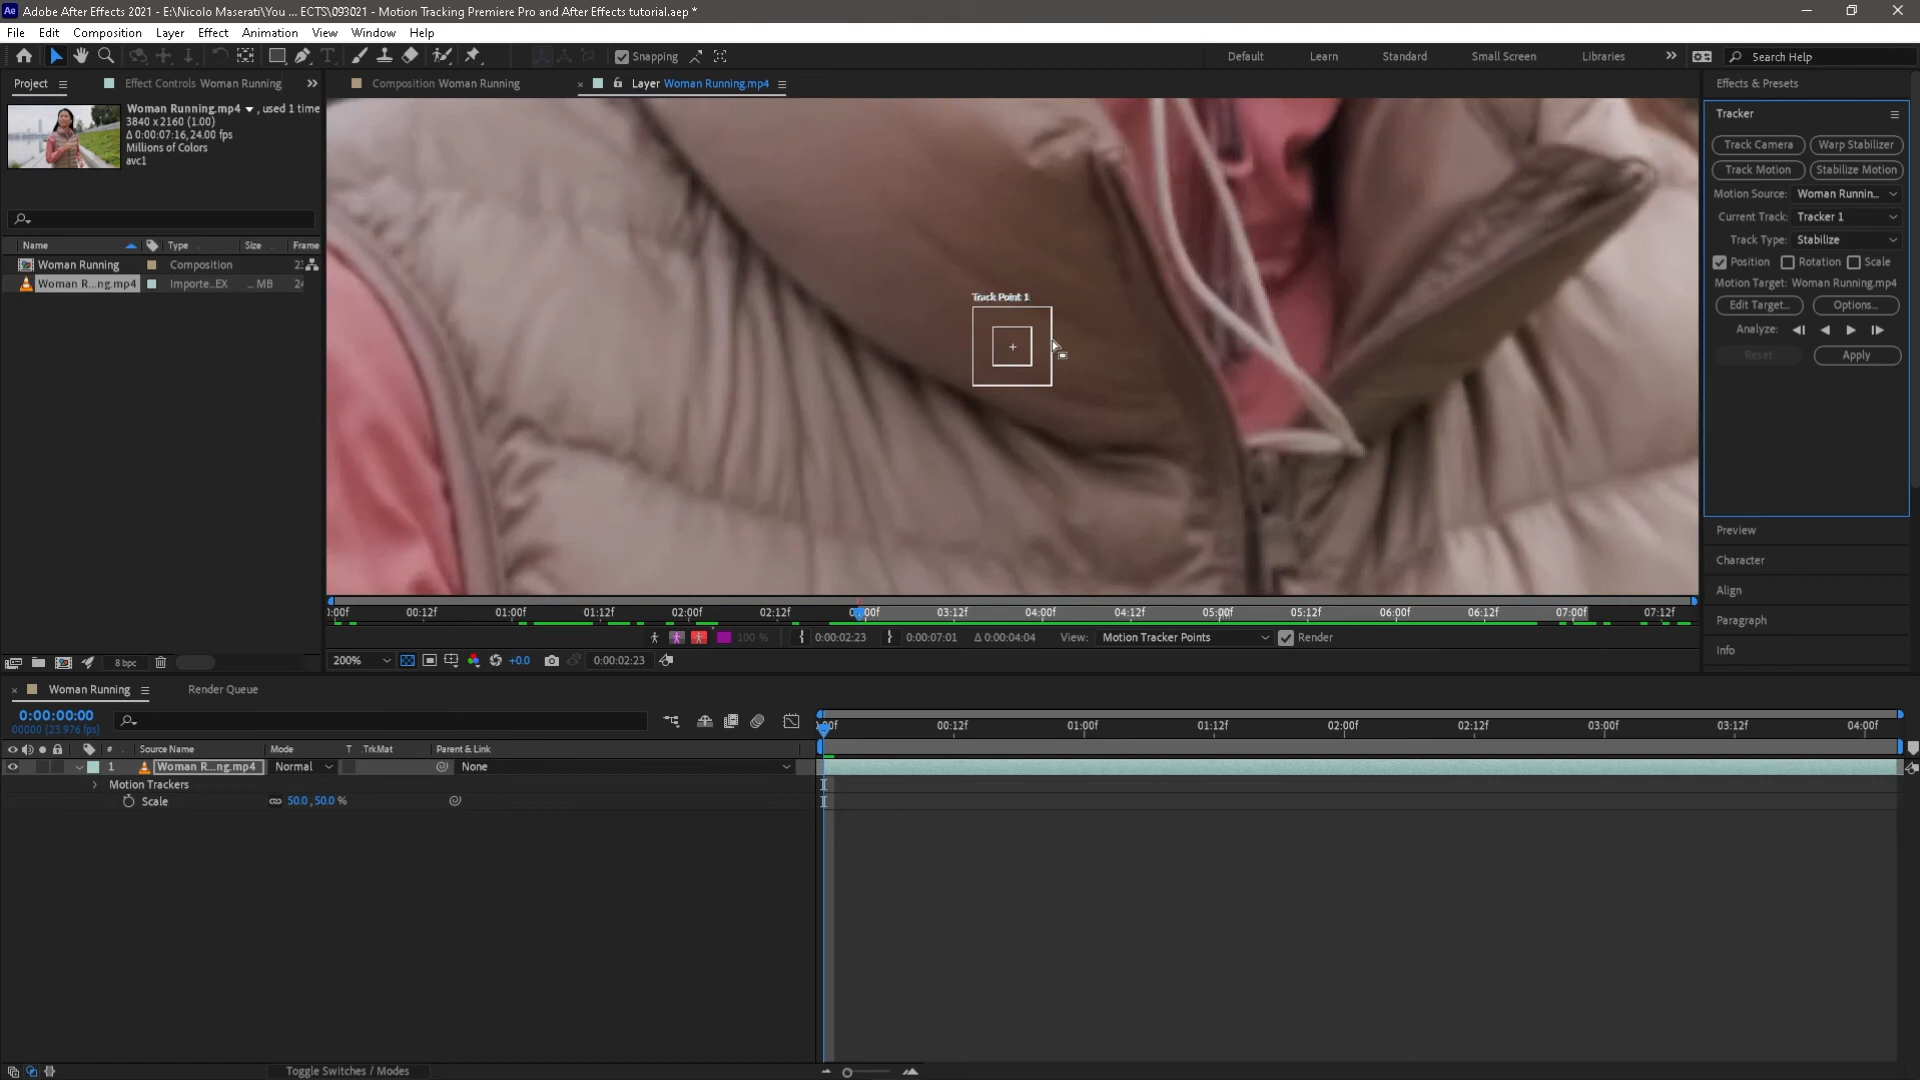 Ae Adobe After Effects 2021 - E:\Nicolo Maserati\You ... ECTS\093021 - Motion Tracking Premiere Pro and After Effects tutorial.aep *
File Edit Composition Layer Effect Animation View Window Help
Snapping Default Learn Standard Small Screen Libraries Search Help
Project Effect Controls Woman Running Composition Woman Running Layer Woman Running.mp4 Effects & Presets
Woman Running.mp4 , used 1 time
3840 x 2160 (1.00)
Δ 0:00:07:16, 24.00 fps
Millions of Colors
avc1
Name Type Size Frame
Woman Running Composition
Woman R...ng.mp4 Importe...EX ... MB
8 bpc
Track Point 1
Tracker
Track Camera Warp Stabilizer
Track Motion Stabilize Motion
Motion Source: Woman Runnin...
Current Track: Tracker 1
Track Type: Stabilize
Position Rotation Scale
Motion Target: Woman Running.mp4
Edit Target... Options...
Analyze:
Reset Apply
Preview
Character
Align
Paragraph
Info
00:12f 01:00f 01:12f 02:00f 02:12f 03:12f 04:00f 04:12f 05:00f 05:12f 06:00f 06:12f 07:00f 07:12f
100 % 0:00:02:23 0:00:07:01 Δ 0:00:04:04 View: Motion Tracker Points Render
200% +0.0 0:00:02:23
Woman Running Render Queue
0:00:00:00
00000 (23.976 fps)
00:12f 01:00f 01:12f 02:00f 02:12f 03:00f 03:12f 04:00f
# Source Name Mode T .TrkMat Parent & Link
1 Woman R...ng.mp4 Normal None
Motion Trackers
Scale 50.0, 50.0 %
Toggle Switches / Modes